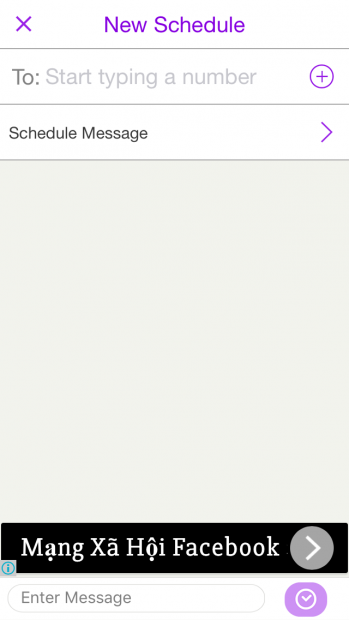 New Schedule
To: Start typing a number
Schedule Message
Mạng Xã Hội Facebook
Enter Message